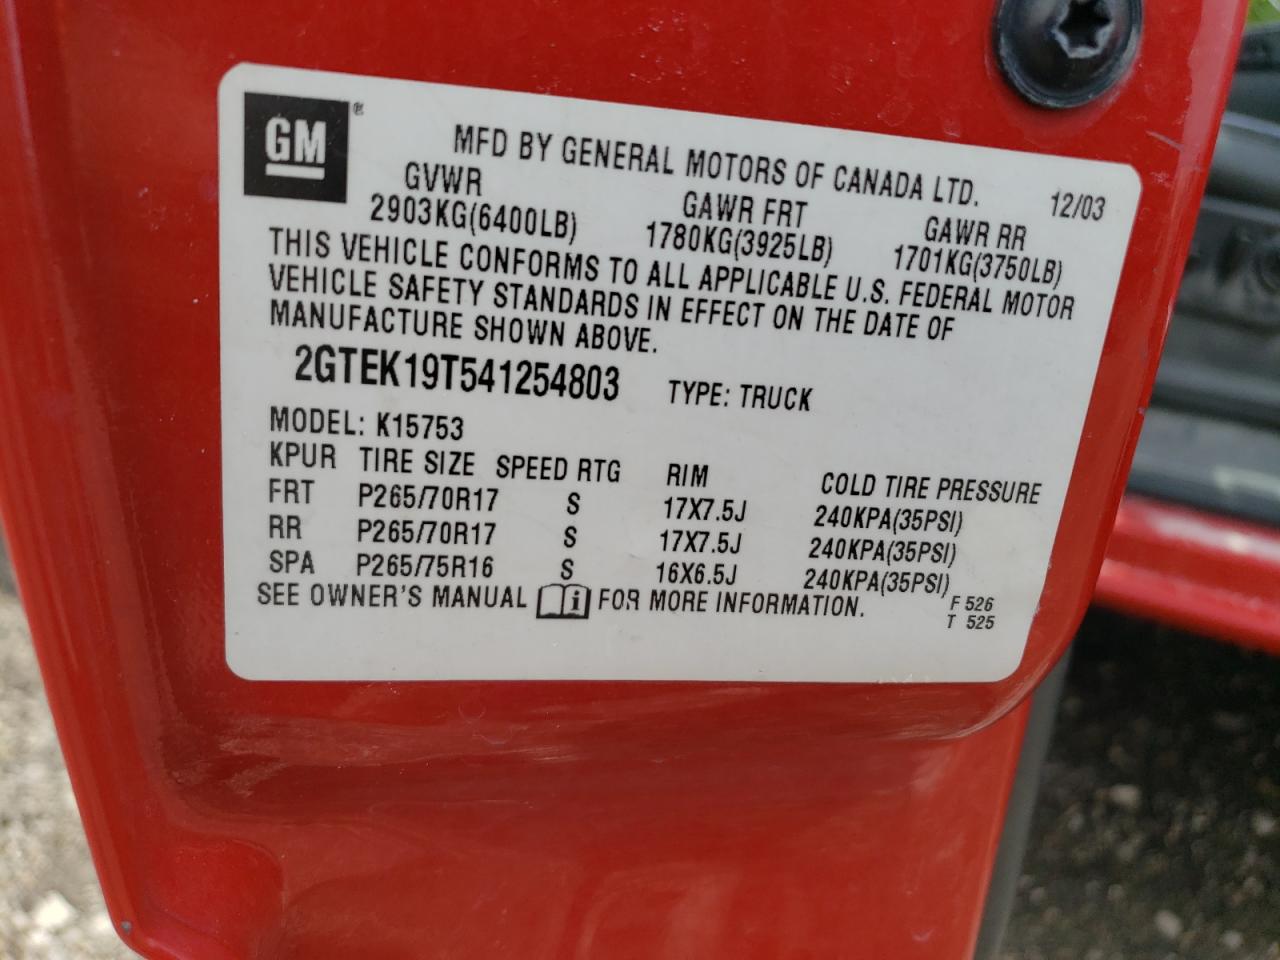 GM ®
MFD BY GENERAL MOTORS OF CANADA LTD.
12/03
GVWR GAWR FRT GAWR RR
2903KG(6400LB) 1780KG(3925LB) 1701KG(3750LB)
THIS VEHICLE CONFORMS TO ALL APPLICABLE U.S. FEDERAL MOTOR
VEHICLE SAFETY STANDARDS IN EFFECT ON THE DATE OF
MANUFACTURE SHOWN ABOVE.
2GTEK19T541254803 TYPE: TRUCK
MODEL: K15753
KPUR TIRE SIZE SPEED RTG RIM COLD TIRE PRESSURE
FRT P265/70R17 S 17X7.5J 240KPA(35PSI)
RR P265/70R17 S 17X7.5J 240KPA(35PSI)
SPA P265/75R16 S 16X6.5J 240KPA(35PSI)
SEE OWNER'S MANUAL i FOR MORE INFORMATION.
F 526
T 525